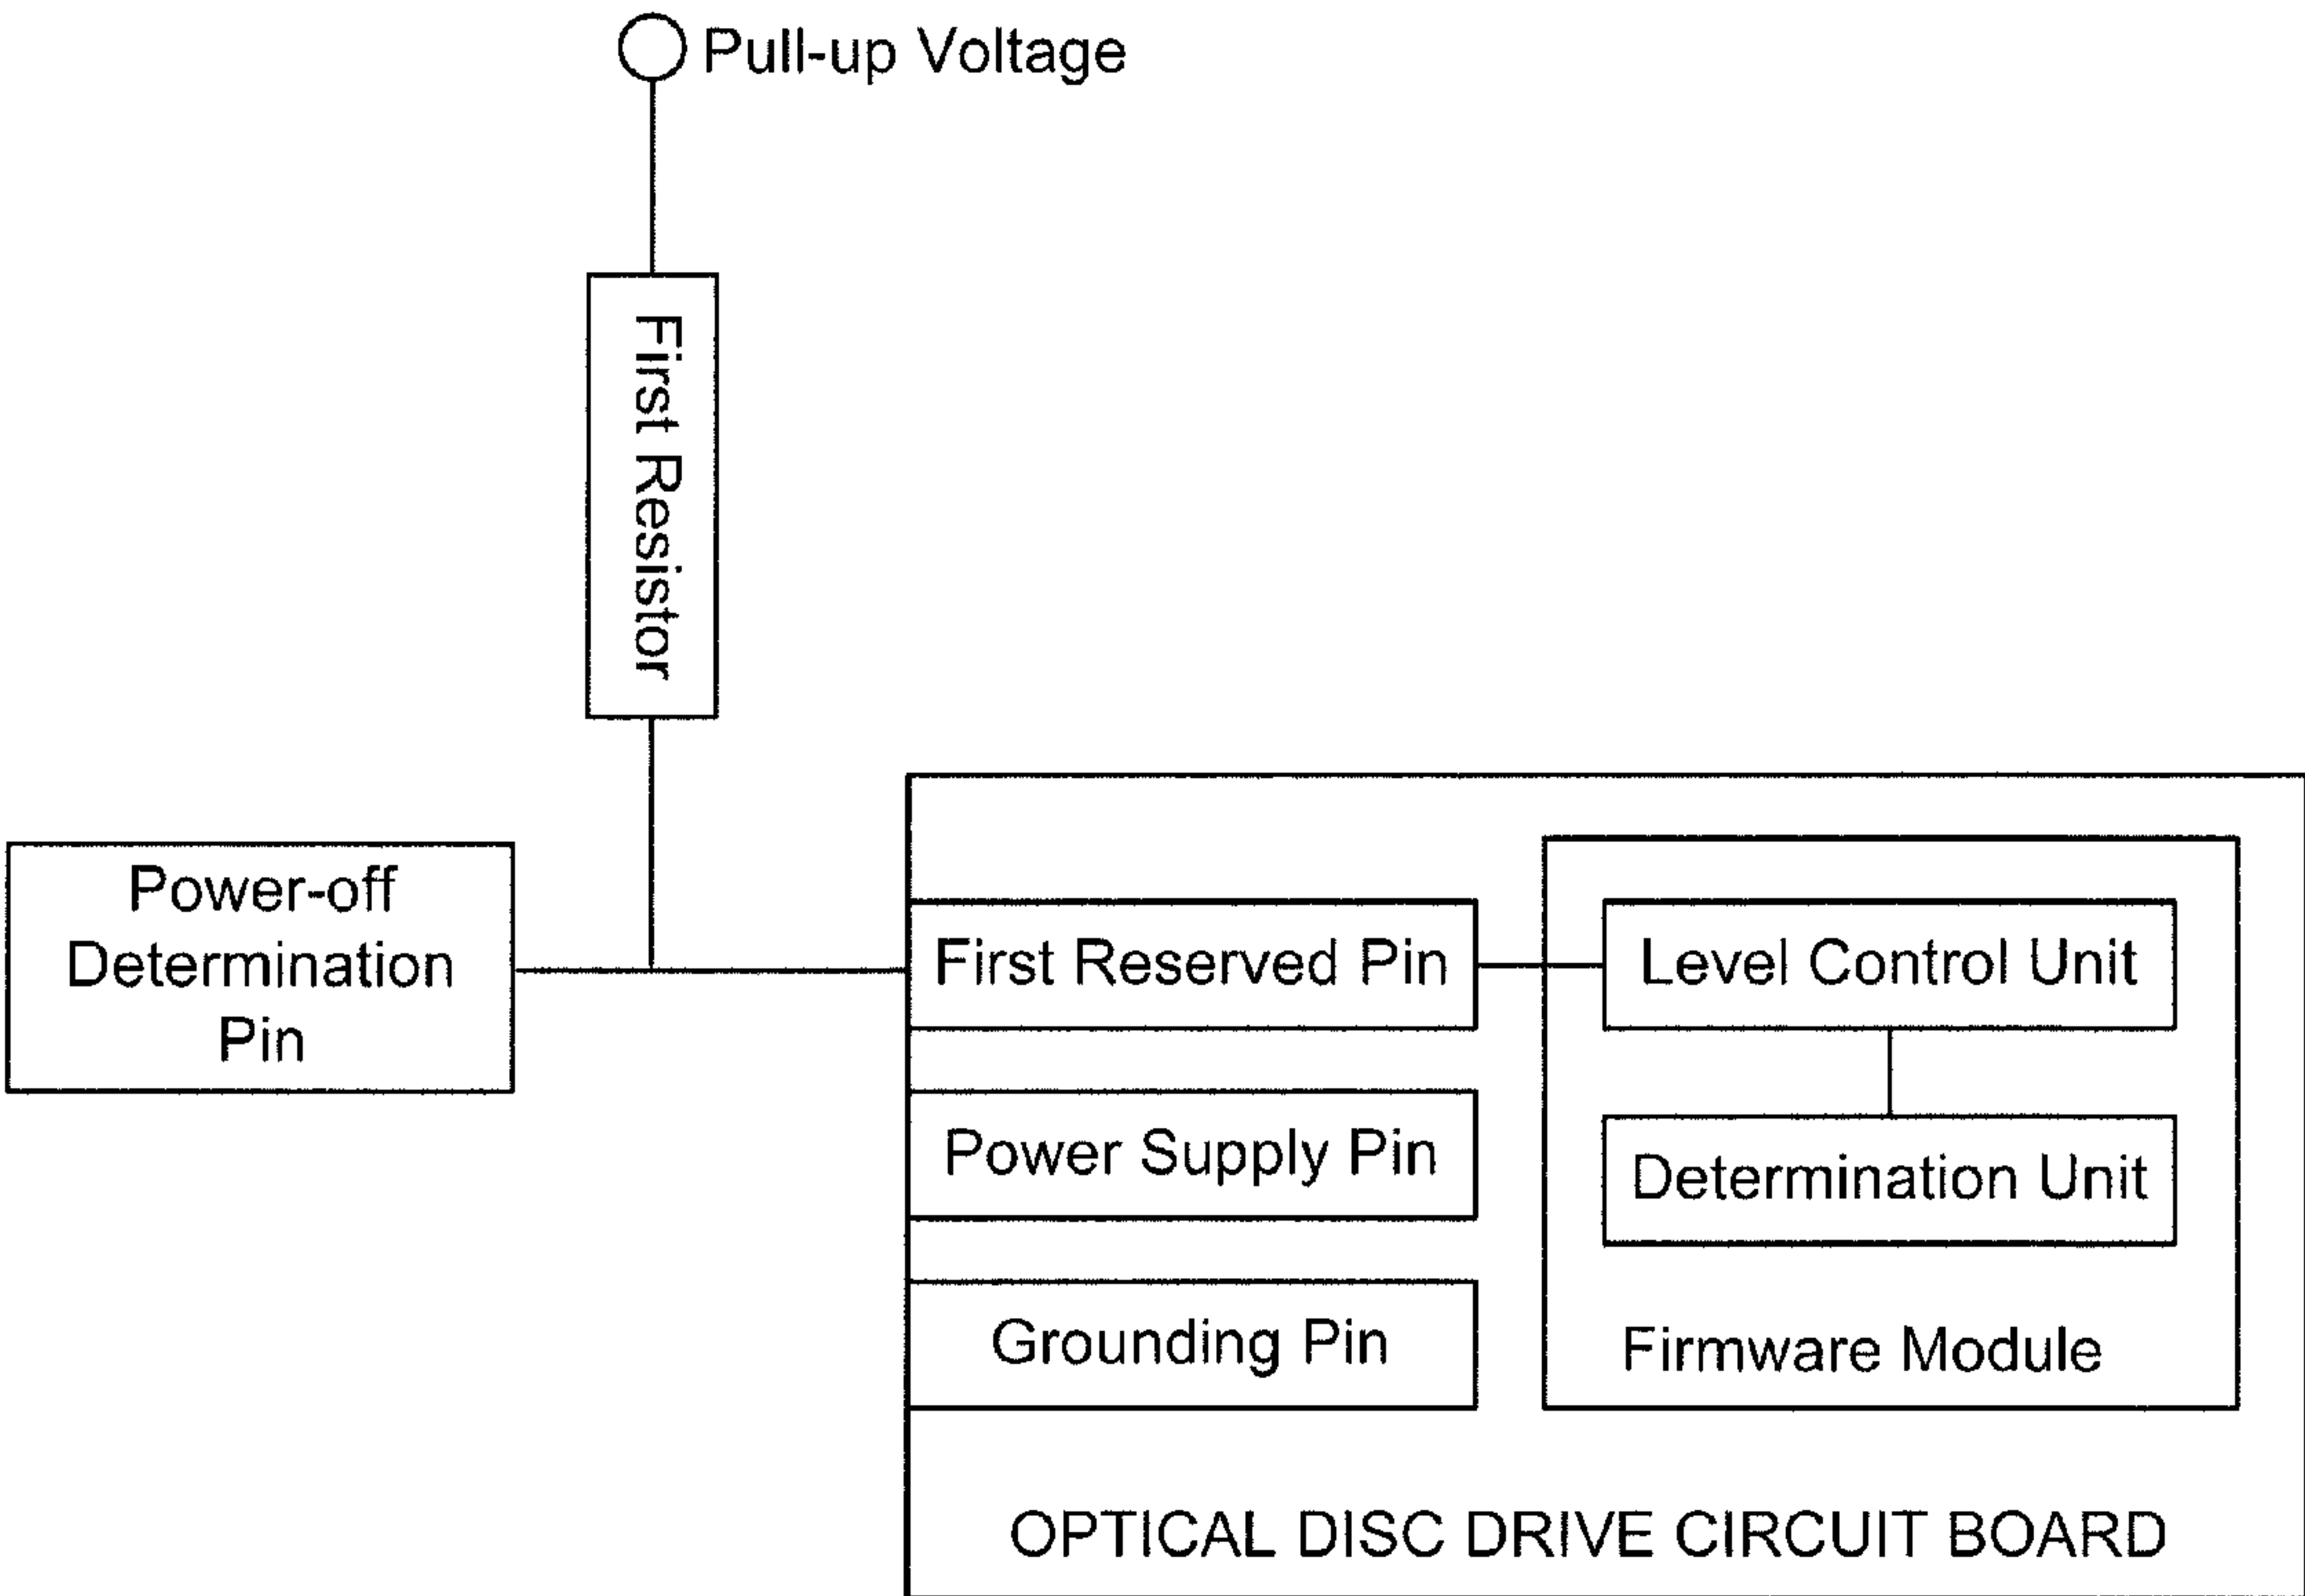 Pull-up Voltage
First Resistor
Power-off
Determination
Pin
First Reserved Pin
Level Control Unit
Power Supply Pin
Determination Unit
Grounding Pin
Firmware Module
OPTICAL DISC DRIVE CIRCUIT BOARD